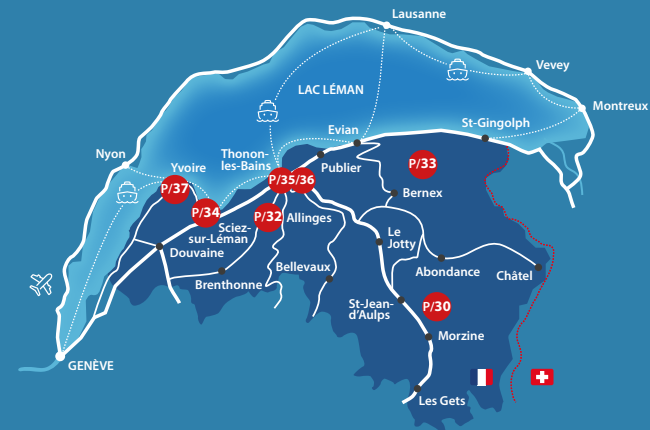 Lausanne
Vevey
LAC LÉMAN
Montreux
St-Gingolph
Evian
Nyon
Yvoire
Thonon-
les-Bains
Publier
P/33
P/37
P/35/36
Bernex
P/34
P/32
Allinges
Sciez-
sur-Léman
Le
Jotty
Douvaine
Bellevaux
Abondance
Châtel
Brenthonne
St-Jean-
d'Aulps
P/30
Morzine
GENÈVE
Les Gets